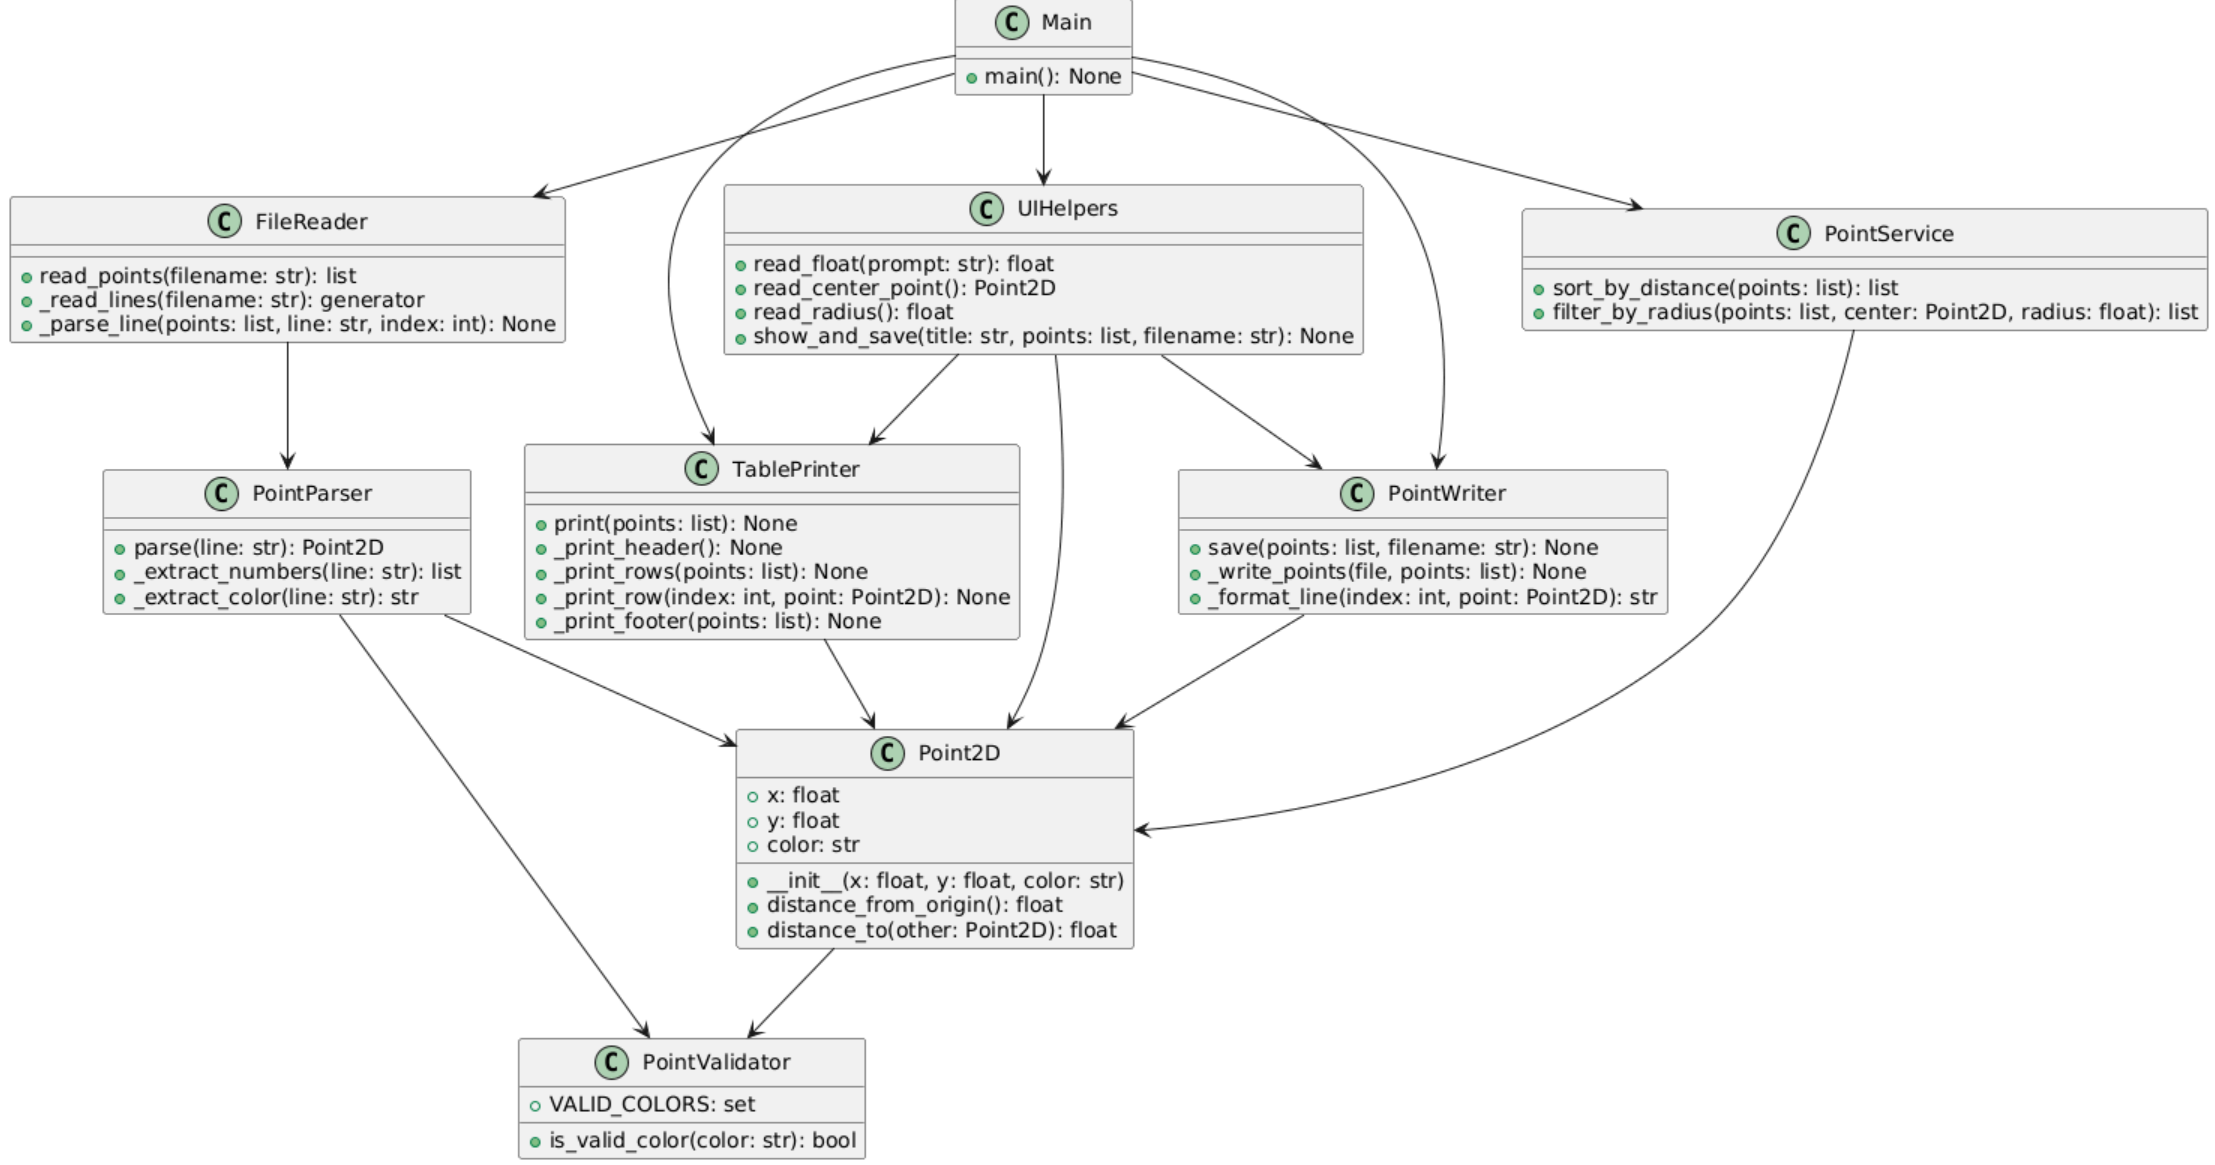 C Main
main(): None
C FileReader
read_points(filename: str): list
_read_lines(filename: str): generator
_parse_line(points: list, line: str, index: int): None
C UIHelpers
read_float(prompt: str): float
read_center_point(): Point2D
read_radius(): float
show_and_save(title: str, points: list, filename: str): None
C PointService
sort_by_distance(points: list): list
filter_by_radius(points: list, center: Point2D, radius: float): list
C PointParser
parse(line: str): Point2D
_extract_numbers(line: str): list
_extract_color(line: str): str
C TablePrinter
print(points: list): None
_print_header(): None
_print_rows(points: list): None
_print_row(index: int, point: Point2D): None
_print_footer(points: list): None
C PointWriter
save(points: list, filename: str): None
_write_points(file, points: list): None
_format_line(index: int, point: Point2D): str
C Point2D
x: float
y: float
color: str
__init__(x: float, y: float, color: str)
distance_from_origin(): float
distance_to(other: Point2D): float
C PointValidator
VALID_COLORS: set
is_valid_color(color: str): bool